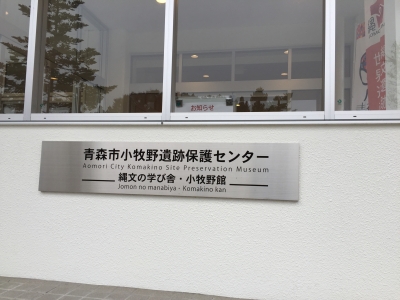 お知らせ
青森市小牧野遺跡保護センター
Aomori City Komakino Site Preservation Museum
縄文の学び舎・小牧野館
Jomon no manabiya - Komakino kan